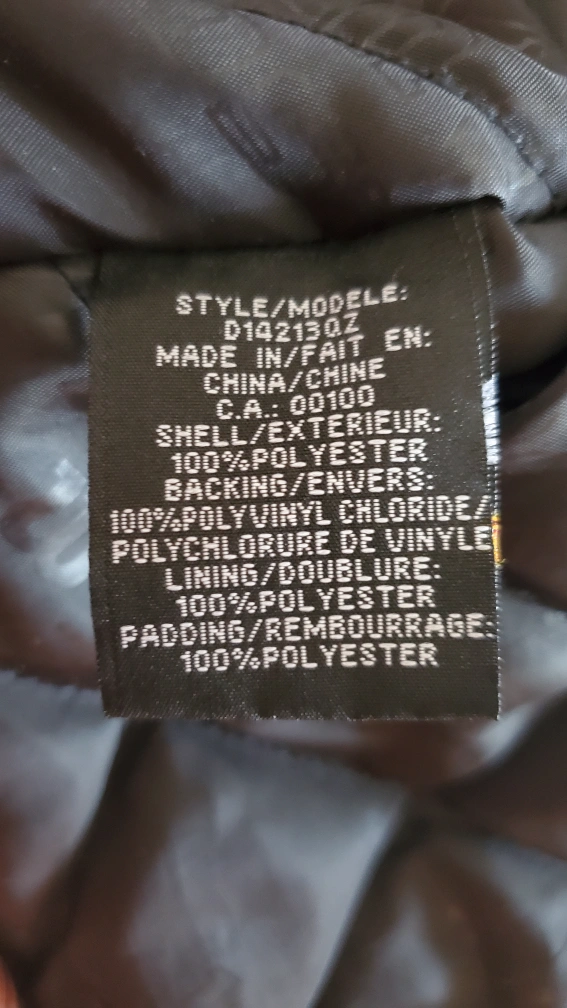 STYLE/MODELE:
D14213QZ
MADE IN/FAIT EN:
CHINA/CHINE
C.A.: 00100
SHELL/EXTERIEUR:
100%POLYESTER
BACKING/ENVERS:
100%POLYVINYL CHLORIDE/
POLYCHLORURE DE VINYLE
LINING/DOUBLURE:
100%POLYESTER
PADDING/REMBOURRAGE:
100%POLYESTER